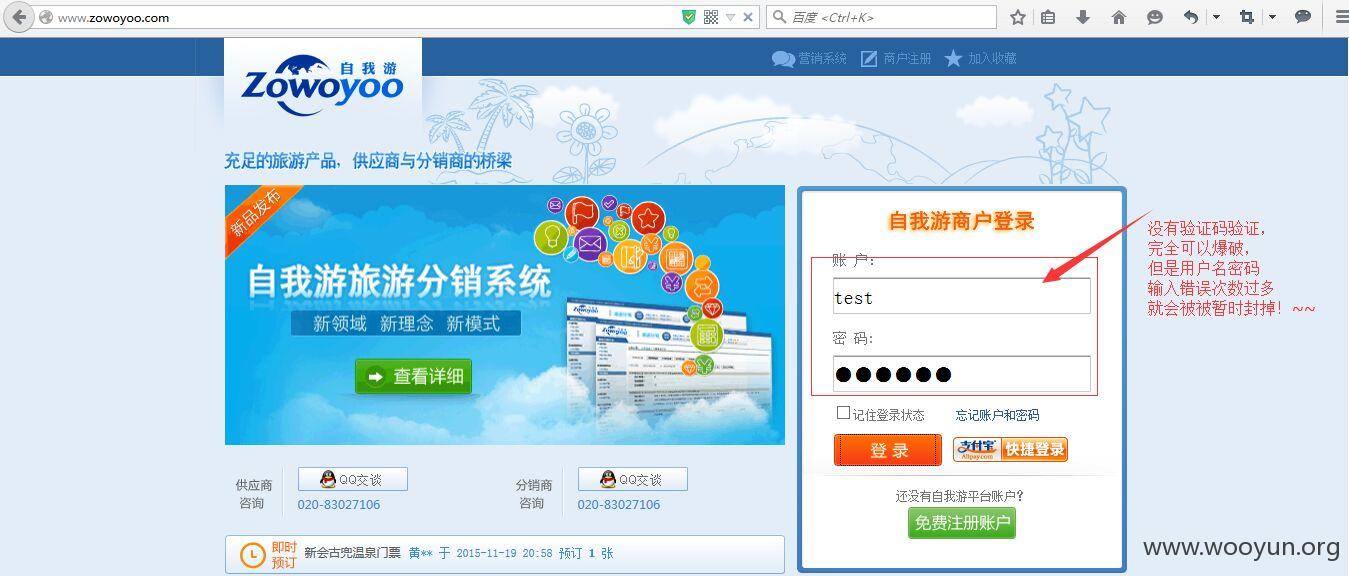 www.zowoyoo.com
百度 <Ctrl+K>
营销系统 商户注册 加入收藏
Zowoyoo 自我游
充足的旅游产品，供应商与分销商的桥梁
新品发布
自我游旅游分销系统
新领域 新理念 新模式
查看详细
自我游商户登录
账 户：
test
密 码：
●●●●●●
记住登录状态 忘记账户和密码
登 录
支付宝 Alipay.com 快捷登录
还没有自我游平台账户？
免费注册账户
没有验证码验证，
完全可以爆破，
但是用户名密码
输入错误次数过多
就会被被暂时封掉！~~
供应商
咨询
QQ交谈
020-83027106
分销商
咨询
QQ交谈
020-83027106
即时
预订
新会古兜温泉门票 黄** 于 2015-11-19 20:58 预订 1 张
www.wooyun.org